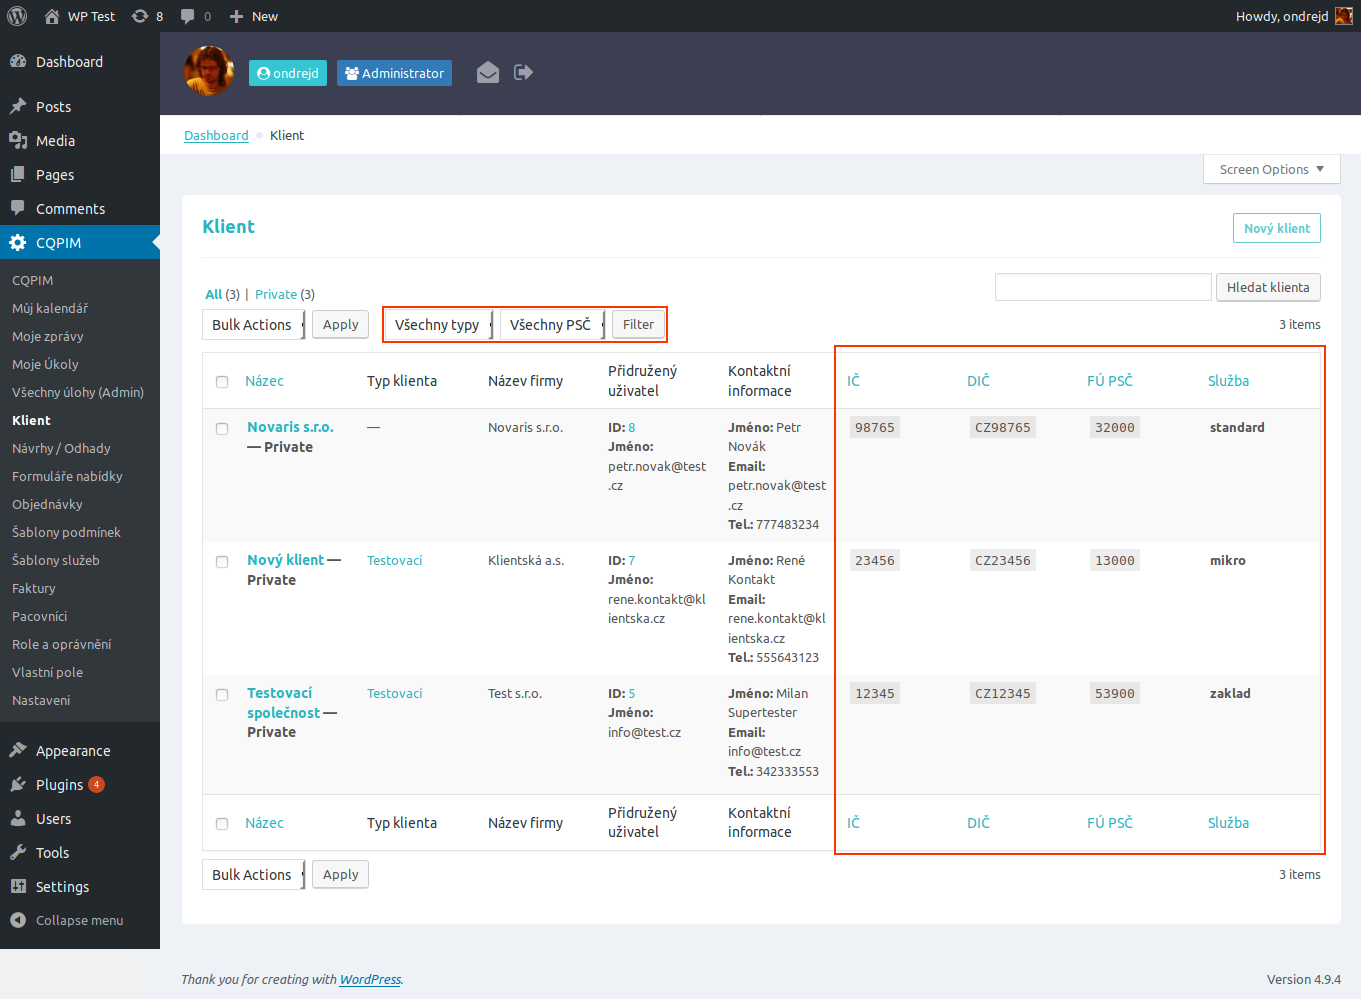 WP Test 8 0 New Howdy, ondrejd
Dashboard
Posts
Media
Pages
Comments
CQPIM
CQPIM
Můj kalendář
Moje zprávy
Moje Úkoly
Všechny úlohy (Admin)
Klient
Návrhy / Odhady
Formuláře nabídky
Objednávky
Šablony podmínek
Šablony služeb
Faktury
Pacovníci
Role a oprávnění
Vlastní pole
Nastaveni
Appearance
Plugins 4
Users
Tools
Settings
Collapse menu
ondrejd Administrator
Dashboard Klient
Screen Options
Klient Nový klient
All (3) | Private (3) Hledat klienta
Bulk Actions Apply Všechny typy Všechny PSČ Filter 3 items
Názec Typ klienta Název firmy Přidružený uživatel Kontaktní informace IČ DIČ FÚ PSČ Služba
Novaris s.r.o. — Novaris s.r.o. ID: 8 Jméno: Petr 98765 CZ98765 32000 standard
— Private Jméno: Novák
petr.novak@test Email:
.cz petr.novak@test
.cz
Tel.: 777483234
Nový klient — Testovací Klientská a.s. ID: 7 Jméno: René 23456 CZ23456 13000 mikro
Private Jméno: Kontakt
rene.kontakt@kl Email:
ientska.cz rene.kontakt@kl
ientska.cz
Tel.: 555643123
Testovací Testovací Test s.r.o. ID: 5 Jméno: Milan 12345 CZ12345 53900 zaklad
společnost — Jméno: Supertester
Private info@test.cz Email:
info@test.cz
Tel.: 342333553
Názec Typ klienta Název firmy Přidružený uživatel Kontaktní informace IČ DIČ FÚ PSČ Služba
Bulk Actions Apply 3 items
Thank you for creating with WordPress. Version 4.9.4